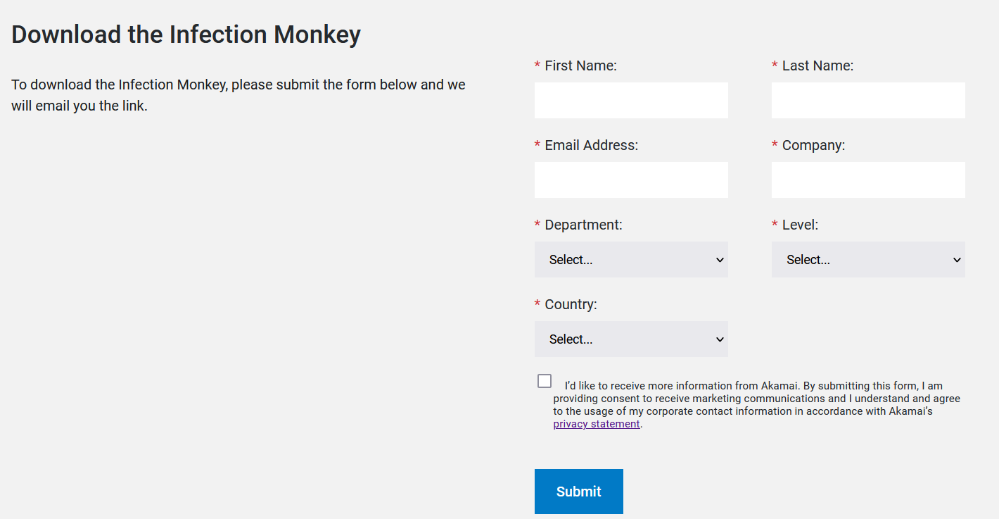 Download the Infection Monkey
To download the Infection Monkey, please submit the form below and we
will email you the link.
* First Name:
* Last Name:
* Email Address:
* Company:
* Department:
* Level:
Select...
Select...
* Country:
Select...
I’d like to receive more information from Akamai. By submitting this form, I am
providing consent to receive marketing communications and I understand and agree
to the usage of my corporate contact information in accordance with Akamai’s
privacy statement.
Submit